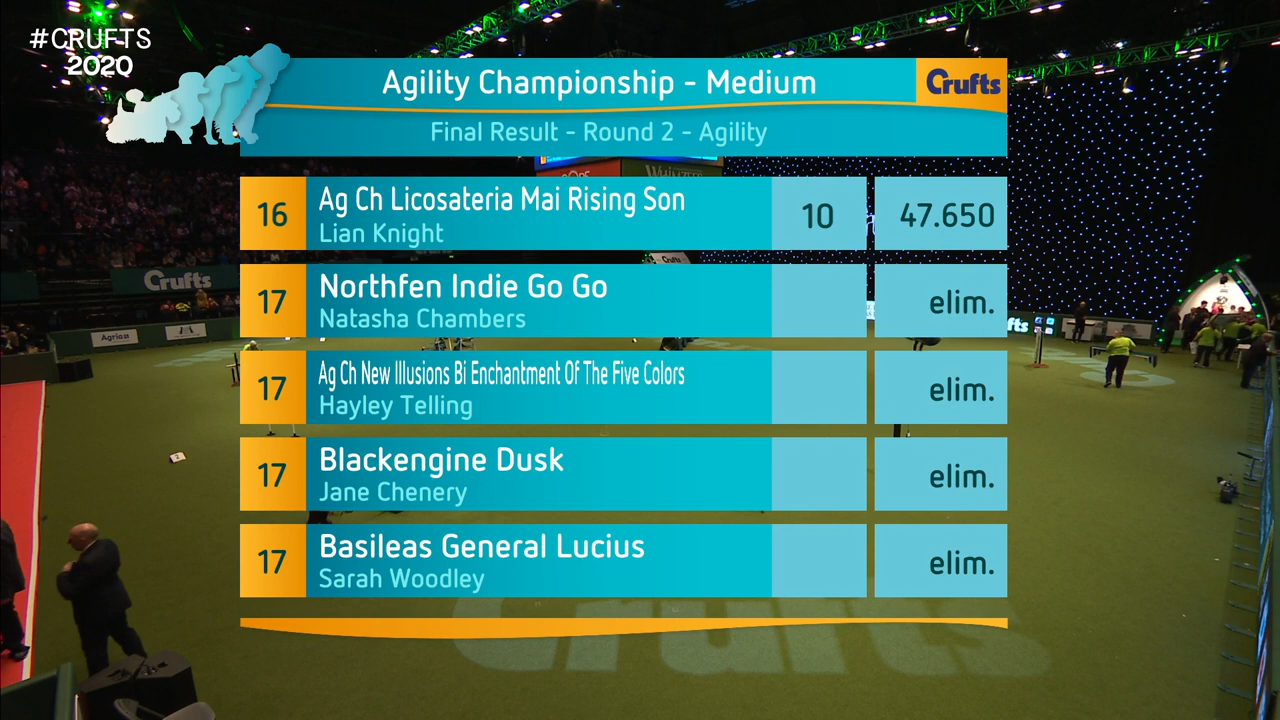 #CRUFTS
2020
Agility Championship - Medium
Crufts
Final Result - Round 2 - Agility
16
Ag Ch Licosateria Mai Rising Son
10
47.650
Lian Knight
17
Northfen Indie Go Go
elim.
Natasha Chambers
17
Ag Ch New Illusions Bi Enchantment Of The Five Colors
elim.
Hayley Telling
17
Blackengine Dusk
elim.
Jane Chenery
17
Basileas General Lucius
elim.
Sarah Woodley
Crufts
Agria
Crufts
Crufts